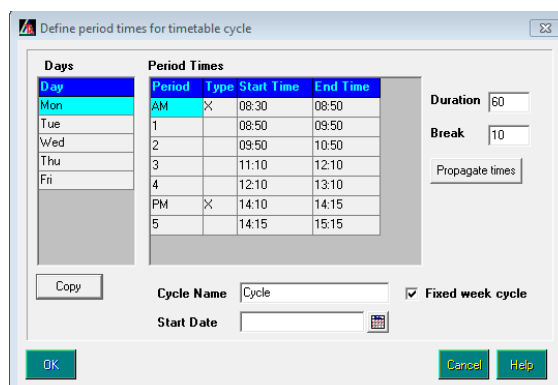 Define period times for timetable cycle
Days
Period Times
Day
Mon
Tue
Wed
Thu
Fri
Period Type Start Time End Time
AM X 08:30 08:50
1 08:50 09:50
2 09:50 10:50
3 11:10 12:10
4 12:10 13:10
PM X 14:10 14:15
5 14:15 15:15
Duration 60
Break 10
Propagate times
Copy
Cycle Name Cycle
Fixed week cycle
Start Date
OK
Cancel
Help